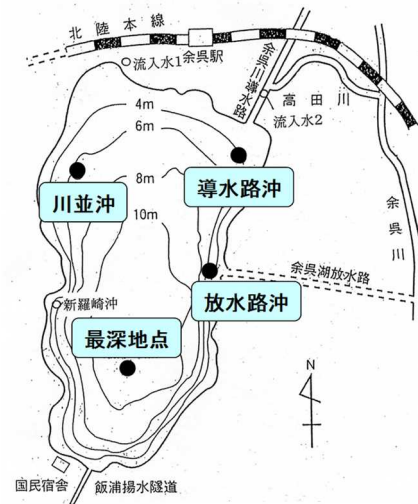 北陸本線
余呉駅
流入水1
余呉川導水路
高田川
流入水2
4m
6m
8m
10m
川並沖
導水路沖
余呉川
余呉湖放水路
放水路沖
新羅崎沖
最深地点
N
国民宿舎
飯浦揚水隧道